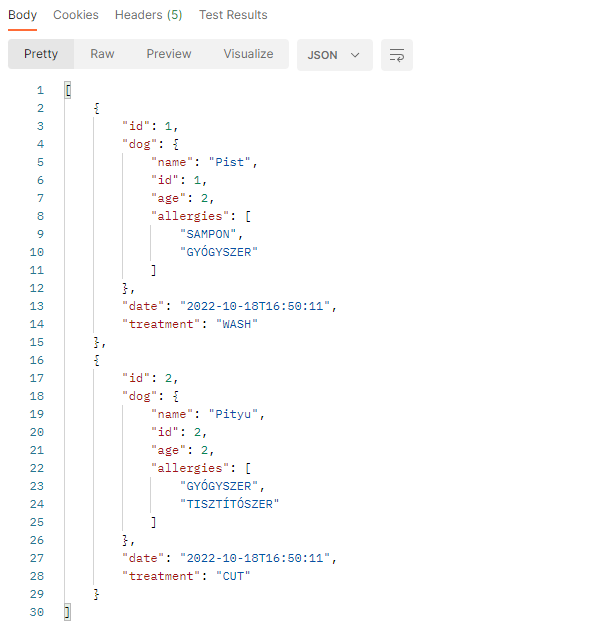 Body Cookies Headers (5) Test Results
Pretty Raw Preview Visualize JSON
1 [
2 {
3 "id": 1,
4 "dog": {
5 "name": "Pist",
6 "id": 1,
7 "age": 2,
8 "allergies": [
9 "SAMPON",
10 "GYÓGYSZER"
11 ]
12 },
13 "date": "2022-10-18T16:50:11",
14 "treatment": "WASH"
15 },
16 {
17 "id": 2,
18 "dog": {
19 "name": "Pityu",
20 "id": 2,
21 "age": 2,
22 "allergies": [
23 "GYÓGYSZER",
24 "TISZTÍTÓSZER"
25 ]
26 },
27 "date": "2022-10-18T16:50:11",
28 "treatment": "CUT"
29 }
30 ]